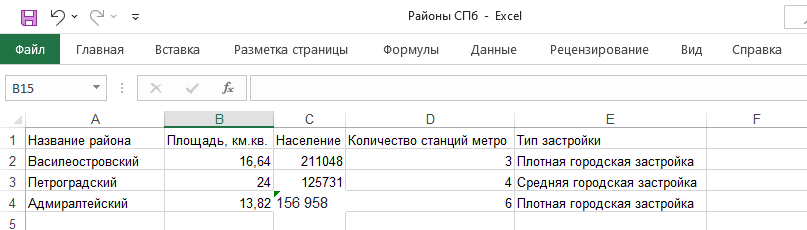 Районы СПб - Excel
Файл Главная Вставка Разметка страницы Формулы Данные Рецензирование Вид Справка
B15 fx
A B C D E F
1 Название района Площадь, км.кв. Население Количество станций метро Тип застройки
2 Василеостровский 16,64 211048 3 Плотная городская застройка
3 Петроградский 24 125731 4 Средняя городская застройка
4 Адмиралтейский 13,82 156 958 6 Плотная городская застройка
5